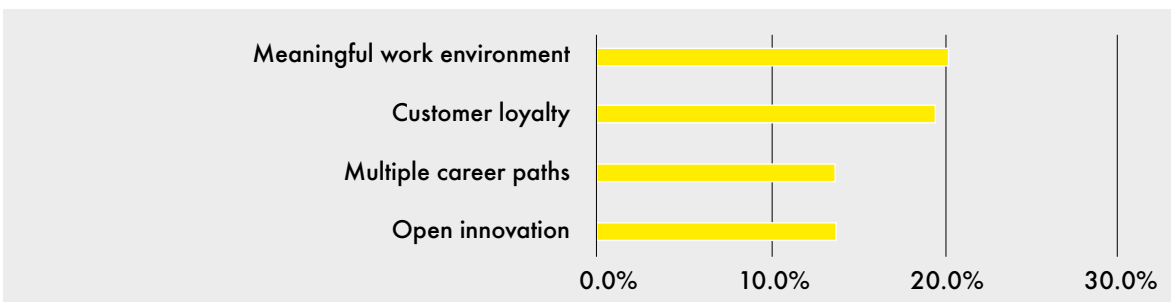 Meaningful work environment
Customer loyalty
Multiple career paths
Open innovation
0.0% 10.0% 20.0% 30.0%